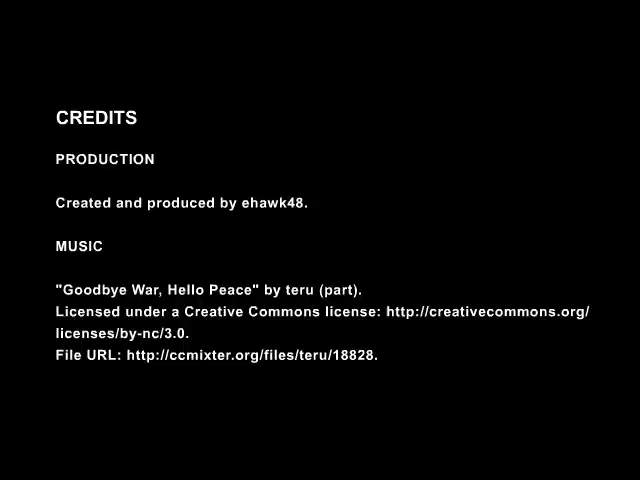 CREDITS
PRODUCTION
Created and produced by ehawk48.
MUSIC
"Goodbye War, Hello Peace" by teru (part).
Licensed under a Creative Commons license: http://creativecommons.org/
licenses/by-nc/3.0.
File URL: http://ccmixter.org/files/teru/18828.